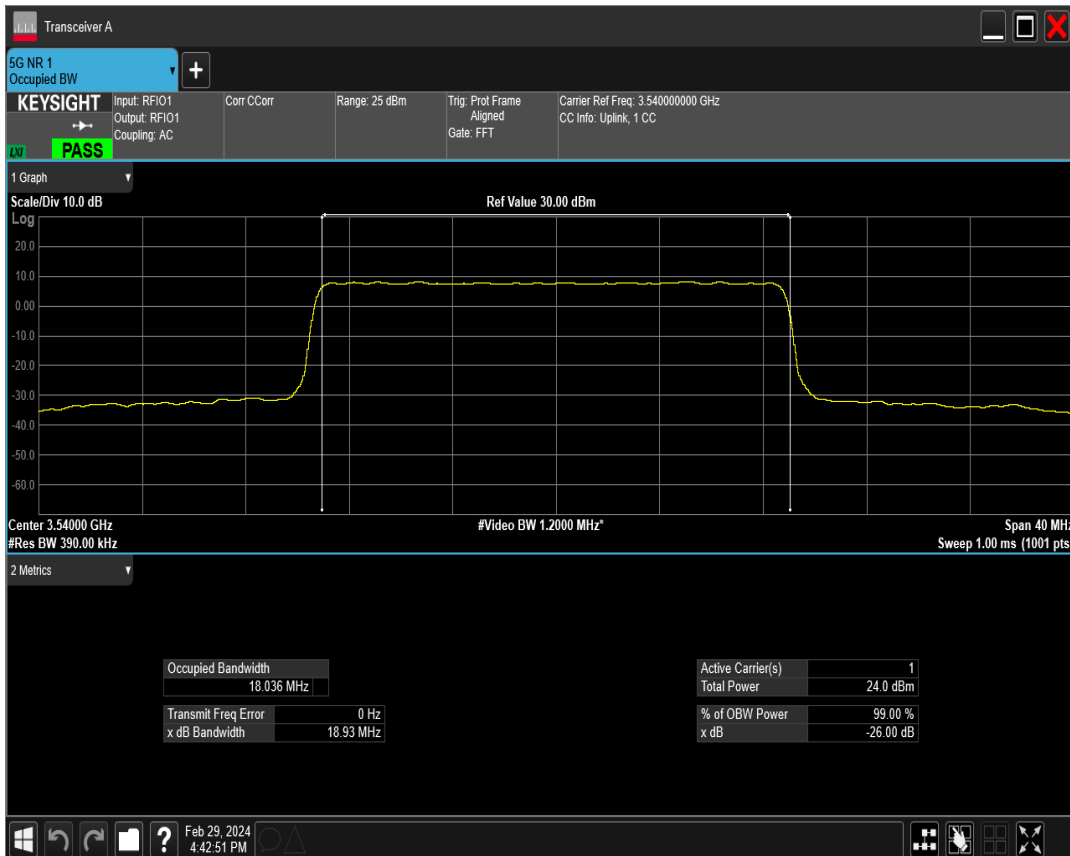 Transceiver A
5G NR 1
Occupied BW
KEYSIGHT
LXI
PASS
Input: RFIO1
Output: RFIO1
Coupling: AC
Corr CCorr
Range: 25 dBm
Trig: Prot Frame
Aligned
Gate: FFT
Carrier Ref Freq: 3.540000000 GHz
CC Info: Uplink, 1 CC
1 Graph
Scale/Div 10.0 dB
Ref Value 30.00 dBm
Log
20.0
10.0
0.00
-10.0
-20.0
-30.0
-40.0
-50.0
-60.0
Center 3.54000 GHz
#Video BW 1.2000 MHz*
Span 40 MHz
#Res BW 390.00 kHz
Sweep 1.00 ms (1001 pts
2 Metrics
Occupied Bandwidth
18.036 MHz
Transmit Freq Error 0 Hz
x dB Bandwidth 18.93 MHz
Active Carrier(s) 1
Total Power 24.0 dBm
% of OBW Power 99.00 %
x dB -26.00 dB
?
Feb 29, 2024
4:42:51 PM